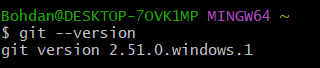 Bohdan@DESKTOP-7OVK1MP MINGW64 ~
$ git --version
git version 2.51.0.windows.1